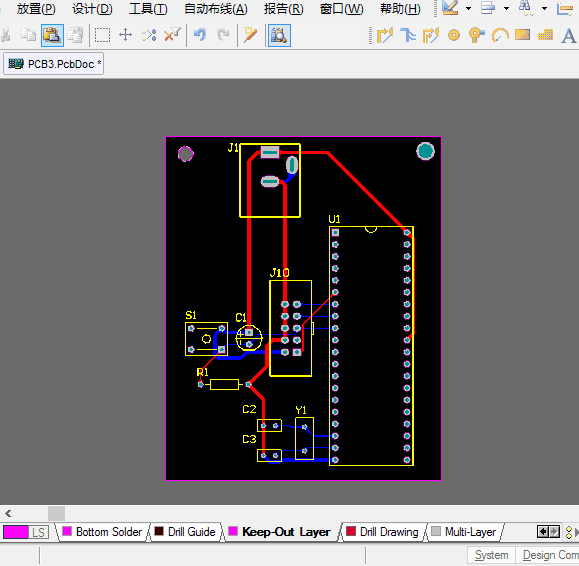 放置(P) 设计(D) 工具(T) 自动布线(A) 报告(R) 窗口(W) 帮助(H)
PCB3.PcbDoc *
J1
U1
J10
S1
C1
R1
C2
Y1
C3
LS Bottom Solder Drill Guide Keep-Out Layer Drill Drawing Multi-Layer
System Design Com